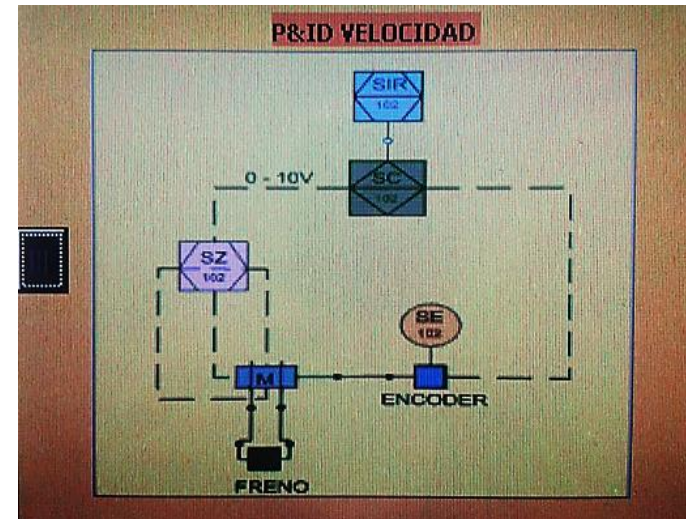 P&ID VELOCIDAD
SIR
102
0 - 10V
SC
102
SZ
102
SE
102
M
ENCODER
FRENO